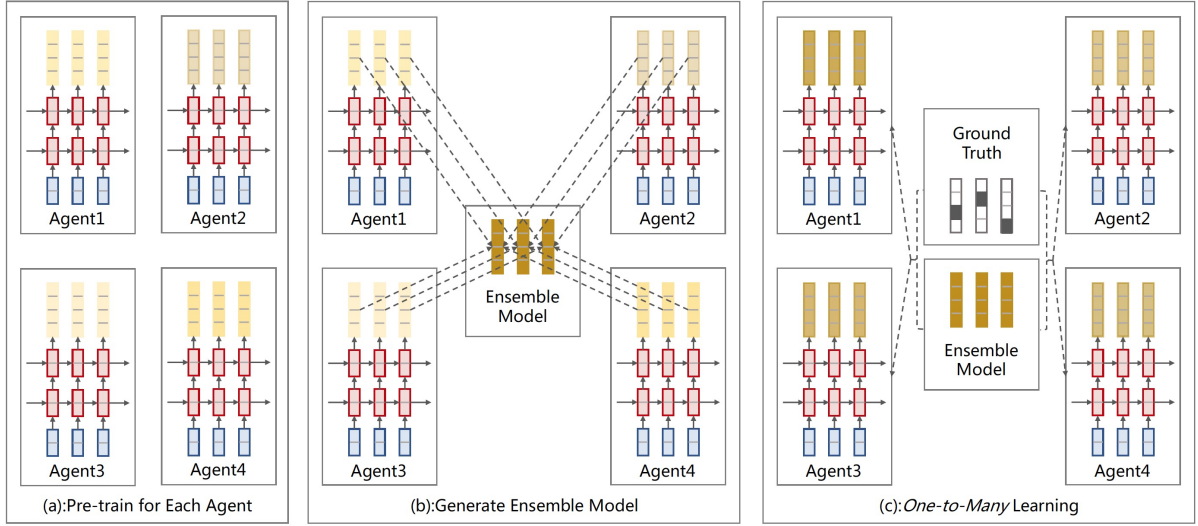 Agent1
Agent2
Agent3
Agent4
(a):Pre-train for Each Agent
Agent1
Agent2
Ensemble
Model
Agent3
Agent4
(b):Generate Ensemble Model
Agent1
Ground
Truth
Agent2
Ensemble
Model
Agent3
Agent4
(c):One-to-Many Learning